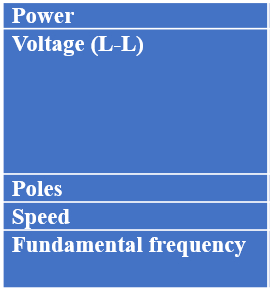 Power
Voltage (L-L)
Poles
Speed
Fundamental frequency